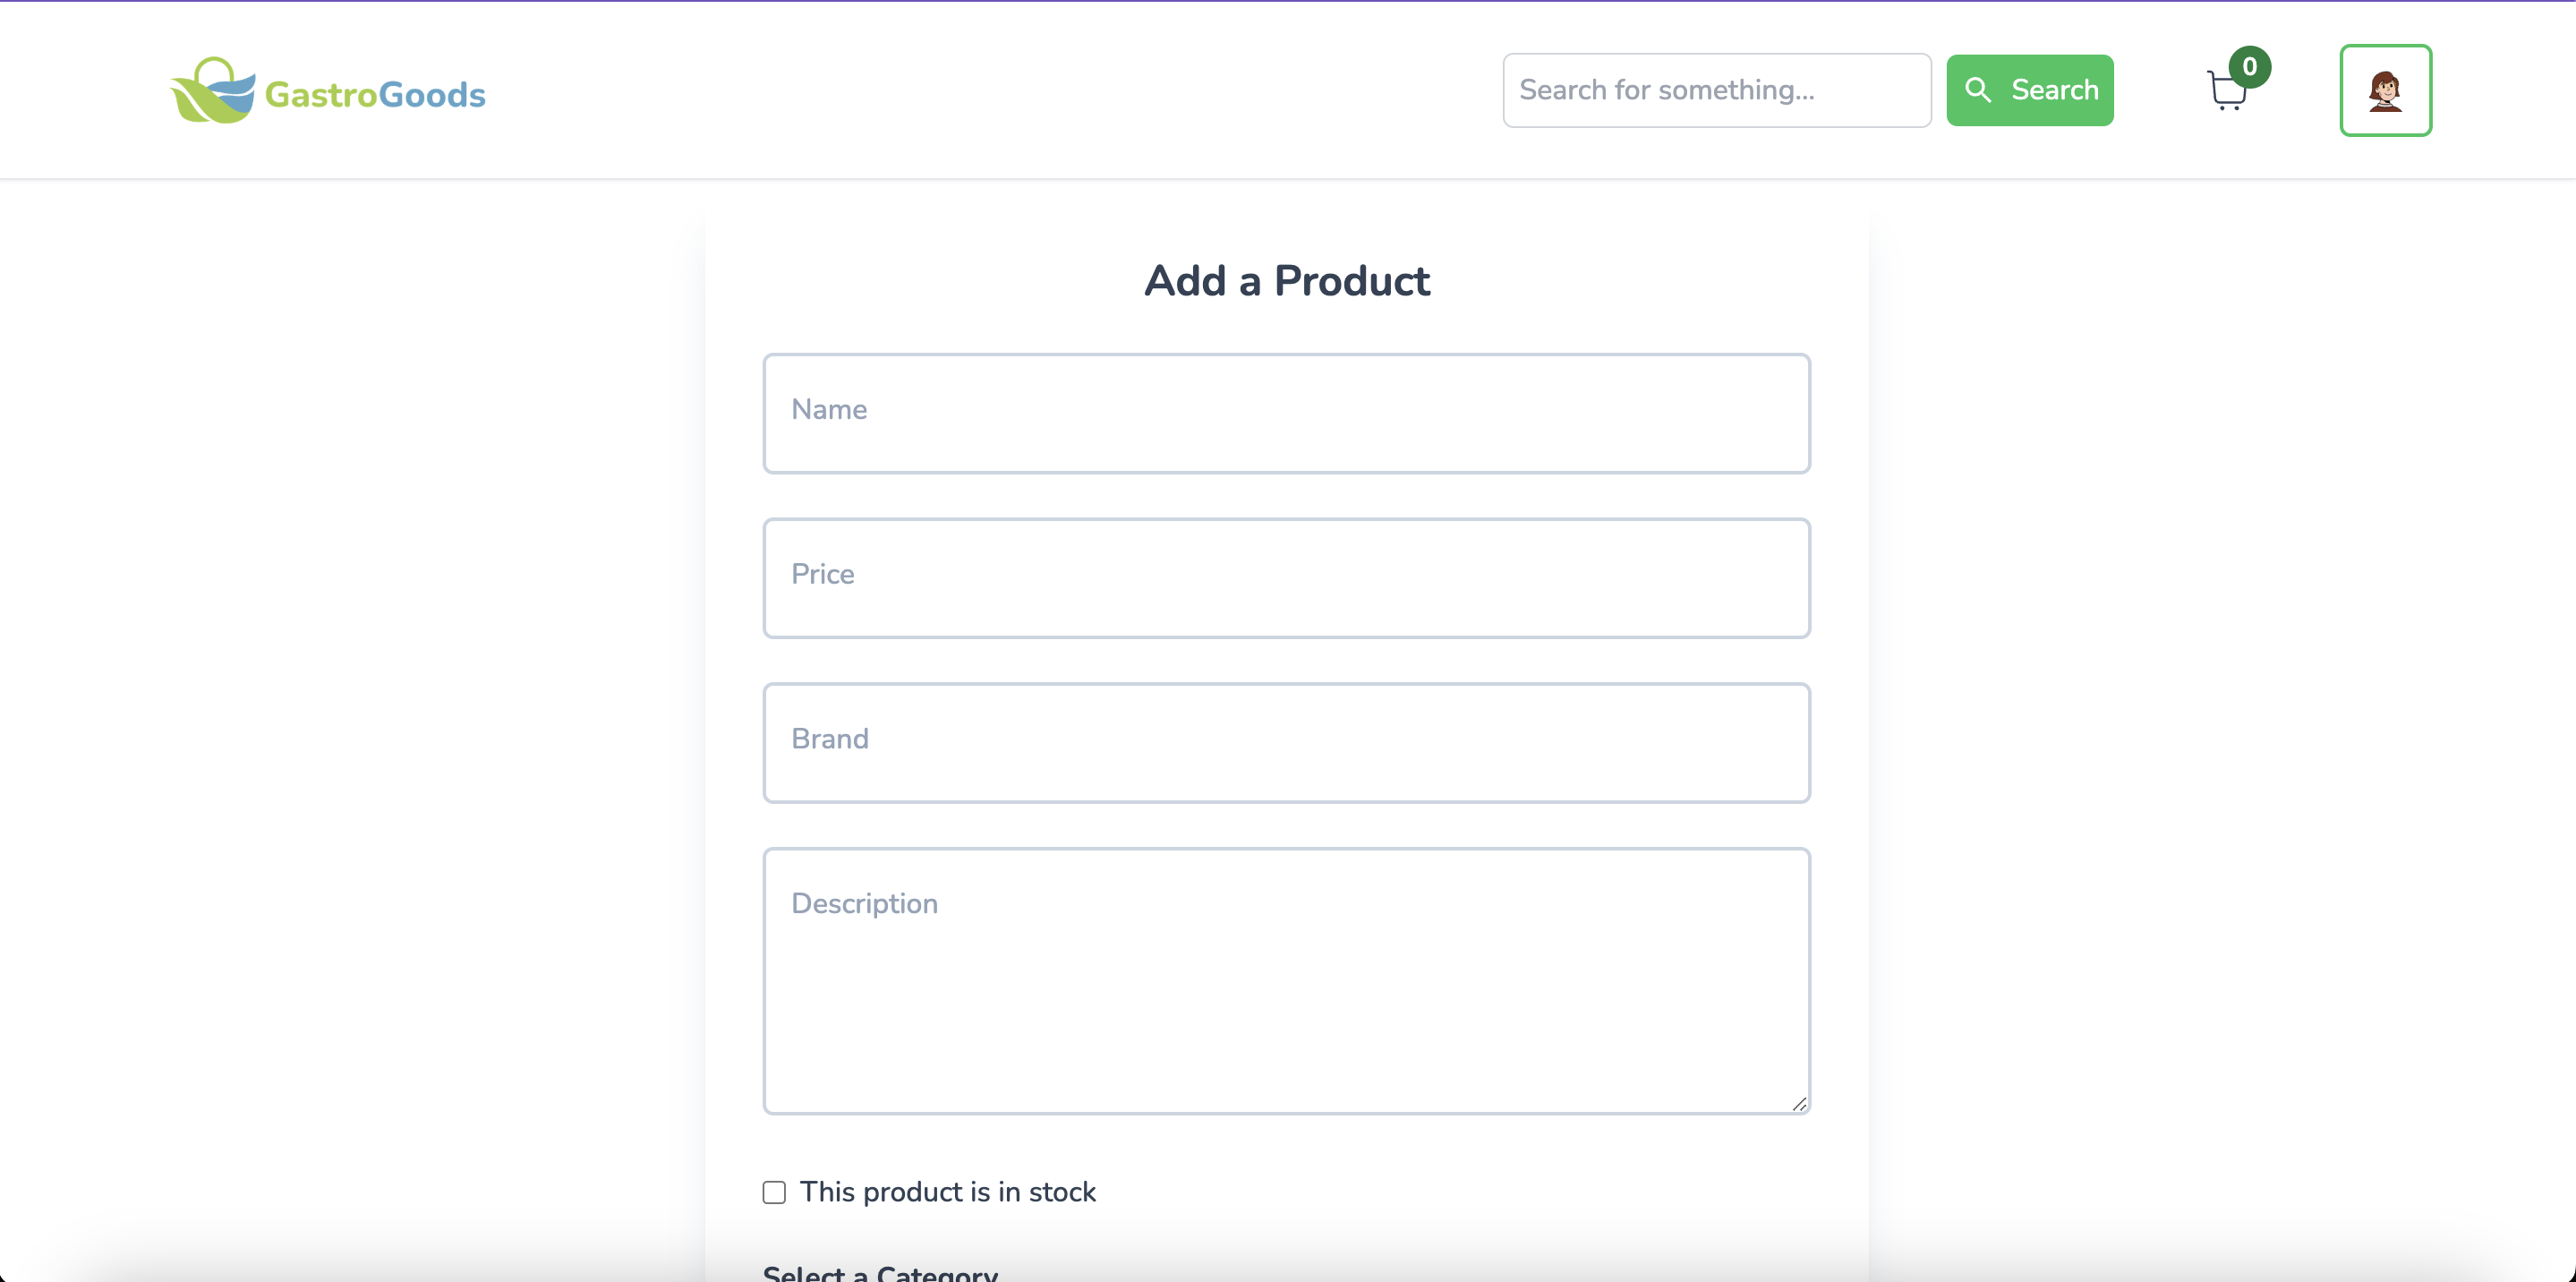 GastroGoods
Search for something...
Search
0
Add a Product
Name
Price
Brand
Description
This product is in stock
Select a Category